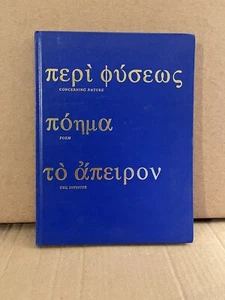 περὶ φύσεως
CONCERNING NATURE
πόημα
POEM
τὸ ἄπειρον
THE INFINITE